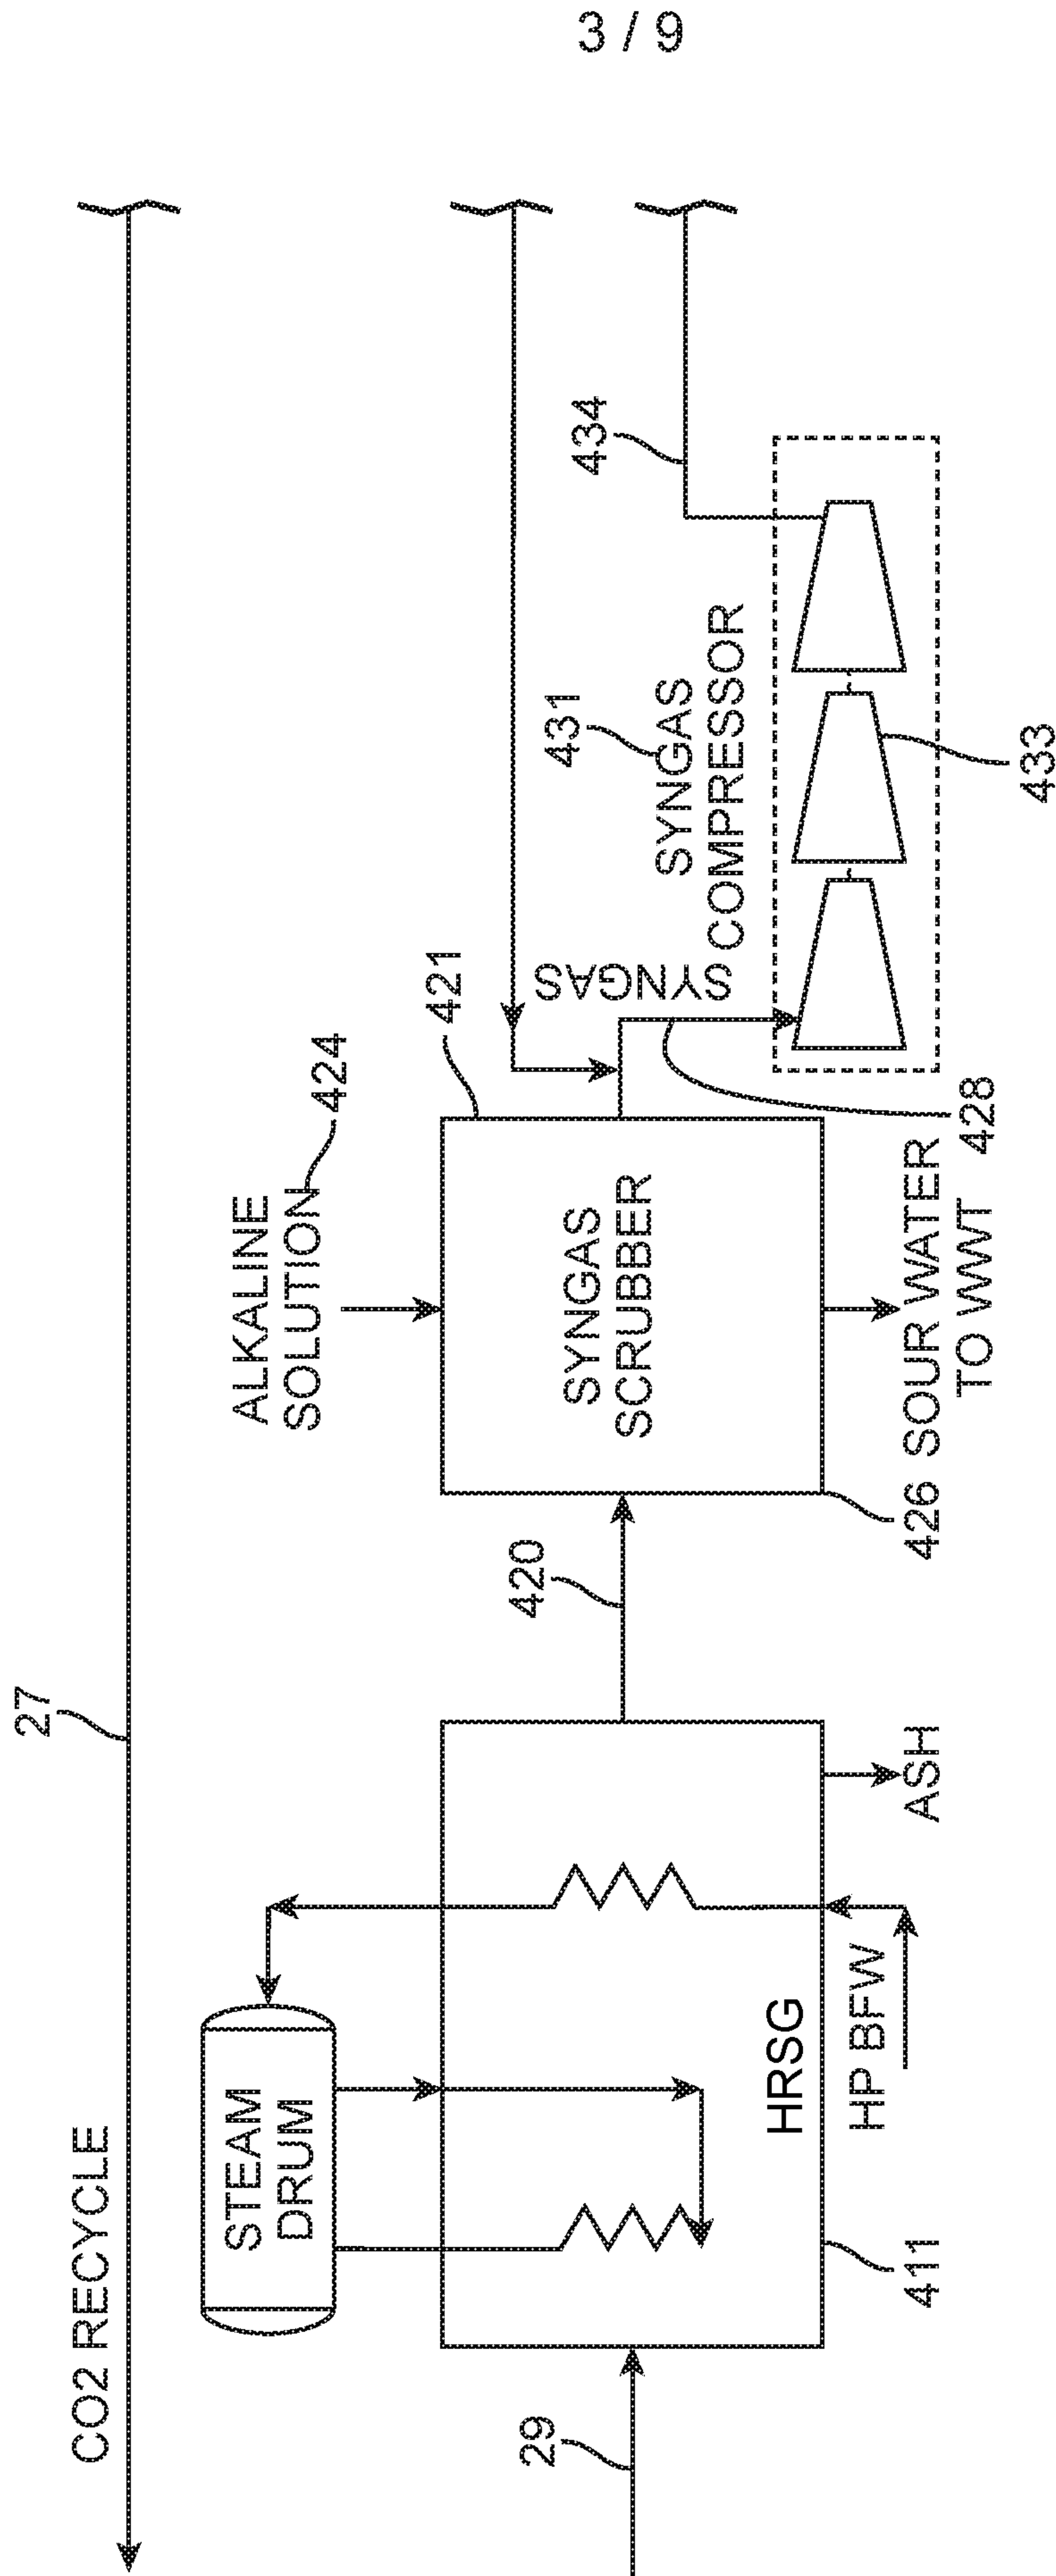 3 / 9
CO2 RECYCLE
27
STEAM
DRUM
ALKALINE
SOLUTION
424
29
HRSG
411
HP BFW
ASH
420
SYNGAS
SCRUBBER
421
426
SOUR WATER
TO WWT
428
SYNGAS
431
SYNGAS
COMPRESSOR
433
434